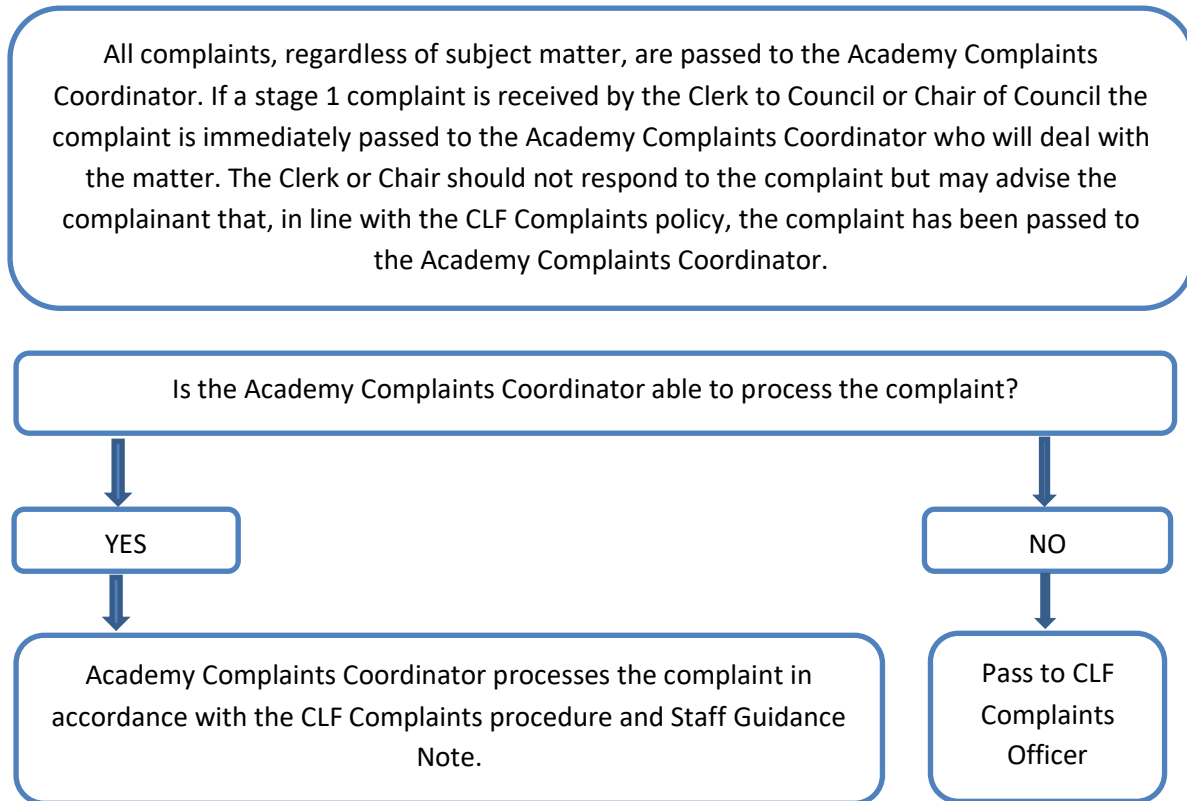 All complaints, regardless of subject matter, are passed to the Academy Complaints
Coordinator. If a stage 1 complaint is received by the Clerk to Council or Chair of Council the
complaint is immediately passed to the Academy Complaints Coordinator who will deal with
the matter. The Clerk or Chair should not respond to the complaint but may advise the
complainant that, in line with the CLF Complaints policy, the complaint has been passed to
the Academy Complaints Coordinator.
Is the Academy Complaints Coordinator able to process the complaint?
YES
NO
Academy Complaints Coordinator processes the complaint in
accordance with the CLF Complaints procedure and Staff Guidance
Note.
Pass to CLF
Complaints
Officer